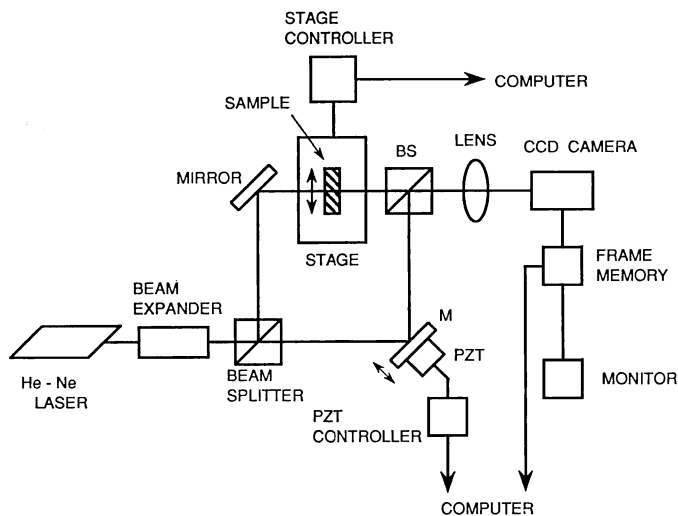 STAGE
CONTROLLER
COMPUTER
SAMPLE
BS
LENS
CCD CAMERA
MIRROR
STAGE
FRAME
MEMORY
BEAM
EXPANDER
M
PZT
He - Ne
LASER
BEAM
SPLITTER
MONITOR
PZT
CONTROLLER
COMPUTER